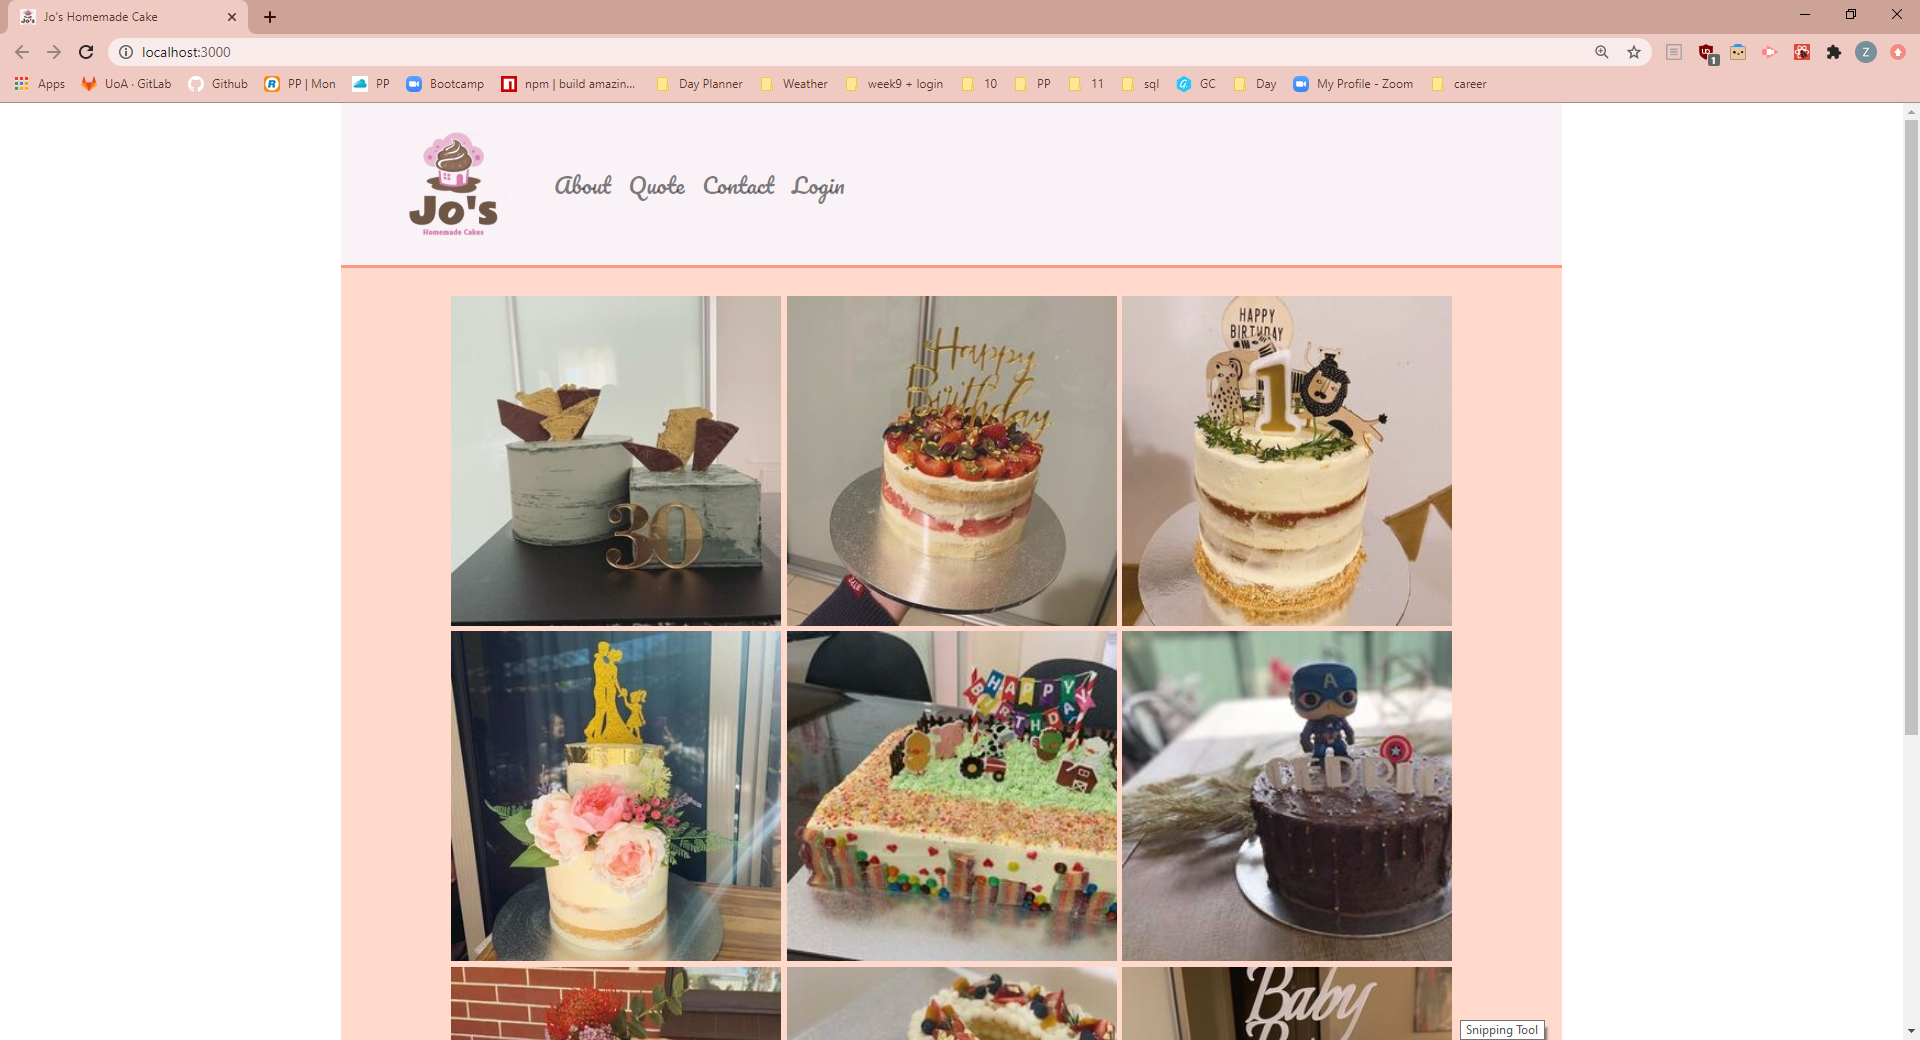 Jo's Homemade Cake
localhost:3000
1
Z
Apps UoA · GitLab Github PP | Mon PP Bootcamp npm | build amazin... Day Planner Weather week9 + login 10 PP 11 sql GC Day My Profile - Zoom career
Jo's
Homemade Cakes
About Quote Contact Login
30
Happy
Birthday
HAPPY
BIRTHDAY
1
HAPPY
BIRTHDAY
A
CEDRIC
Baby
Snipping Tool